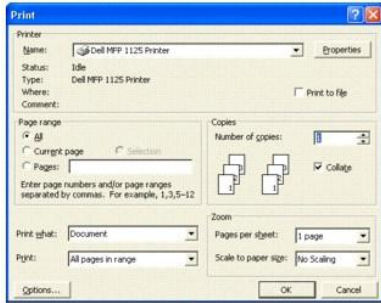 Print
Printer
Name: Dell MFP 1125 Printer Properties
Status: Idle
Type: Dell MFP 1125 Printer
Where: Print to file
Comment:
Page range
All
Current page Selection
Pages:
Enter page numbers and/or page ranges
separated by commas. For example, 1,3,5–12
Copies
Number of copies: 1
Collate
Print what: Document
Print: All pages in range
Zoom
Pages per sheet: 1 page
Scale to paper size: No Scaling
Options... OK Cancel